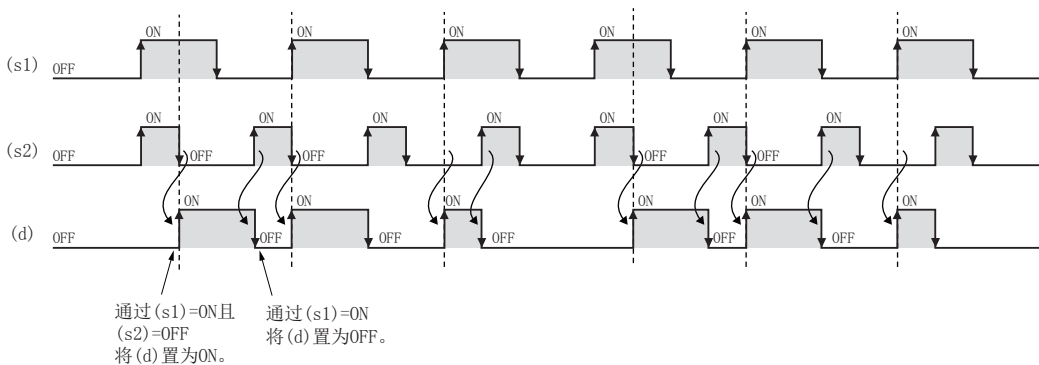 ON ON ON ON ON ON
(s1) OFF
ON ON ON ON ON ON ON ON
(s2) OFF OFF OFF OFF OFF
ON ON ON ON ON ON
(d) OFF OFF OFF OFF OFF OFF
通过(s1)=ON且
(s2)=OFF
将(d)置为ON。
通过(s1)=ON
将(d)置为OFF。